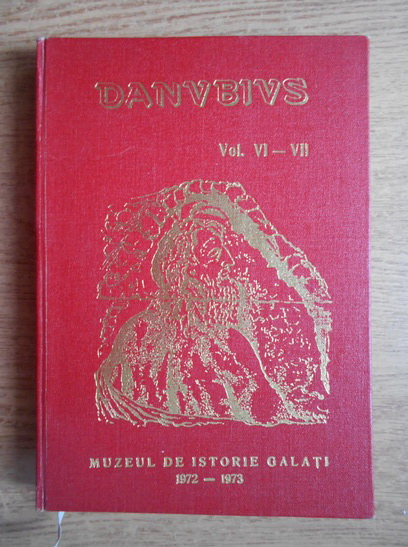 DANVBIVS
Vol. VI — VII
MUZEUL DE ISTORIE GALAȚI
1972 — 1973